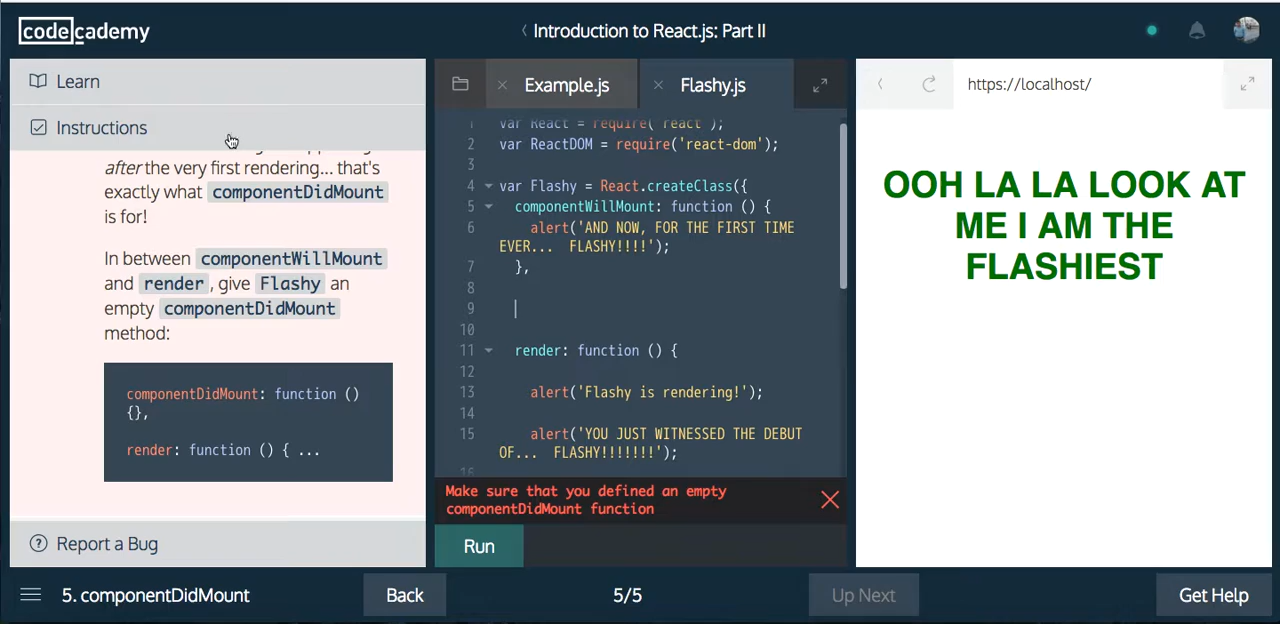 codecademy
Introduction to React.js: Part II
Learn
Instructions
after the very first rendering... that's
exactly what componentDidMount
is for!
In between componentWillMount
and render, give Flashy an
empty componentDidMount
method:
componentDidMount: function ()
{},
render: function () { ...
Report a Bug
Example.js
Flashy.js
1 var React = require('react');
2 var ReactDOM = require('react-dom');
3
4 var Flashy = React.createClass({
5 componentWillMount: function () {
6 alert('AND NOW, FOR THE FIRST TIME
EVER... FLASHY!!!!');
7 },
8
9
10
11 render: function () {
12
13 alert('Flashy is rendering!');
14
15 alert('YOU JUST WITNESSED THE DEBUT
OF... FLASHY!!!!!!!');
16
Make sure that you defined an empty
componentDidMount function
Run
https://localhost/
OOH LA LA LOOK AT
ME I AM THE
FLASHIEST
5. componentDidMount
Back
5/5
Up Next
Get Help